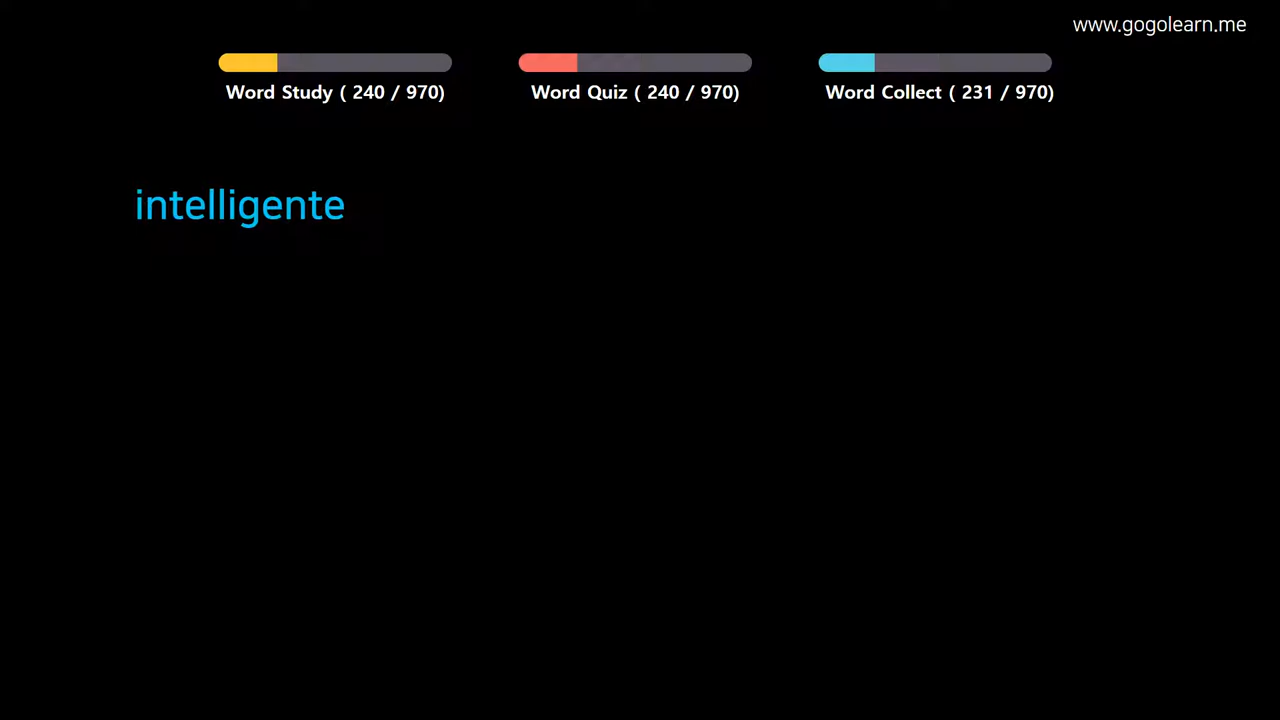 www.gogolearn.me
Word Study ( 240 / 970)
Word Quiz ( 240 / 970)
Word Collect ( 231 / 970)
intelligente